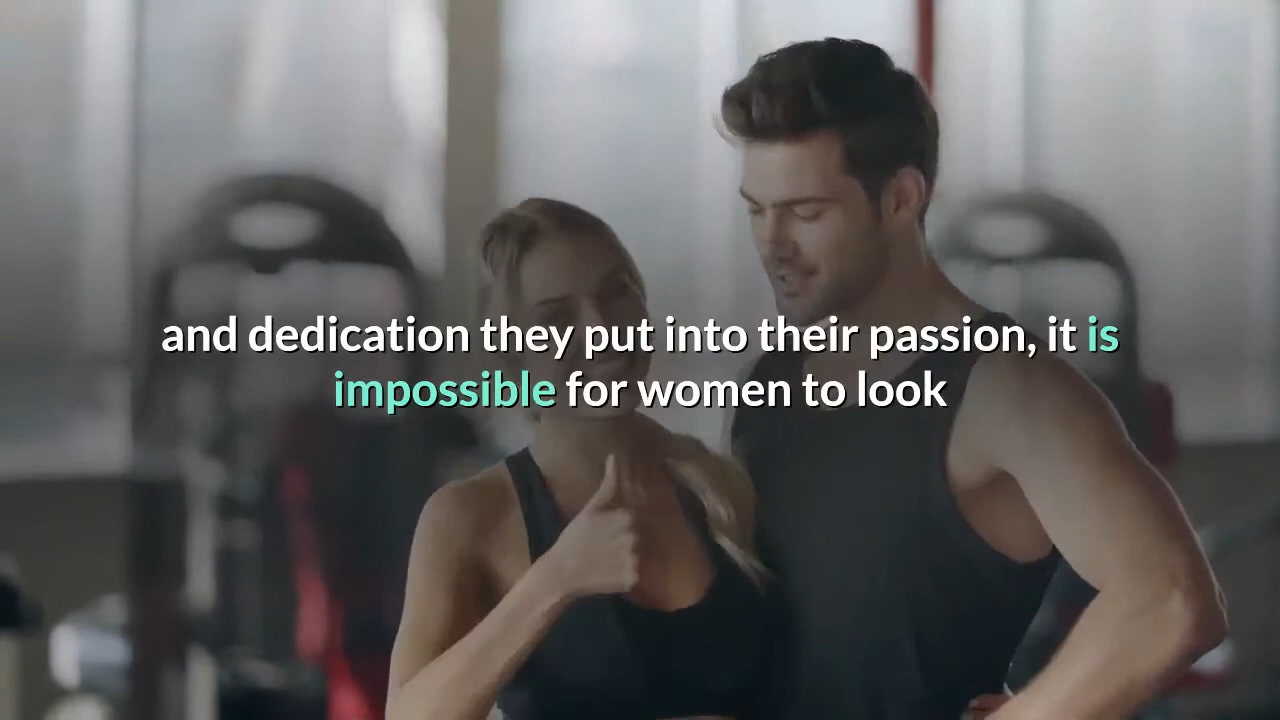 and dedication they put into their passion, it is
impossible for women to look